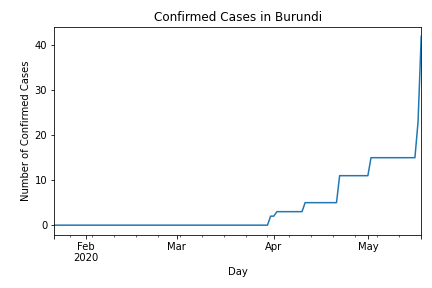 Confirmed Cases in Burundi
Number of Confirmed Cases
40
30
20
10
0
Feb Mar Apr May
2020
Day